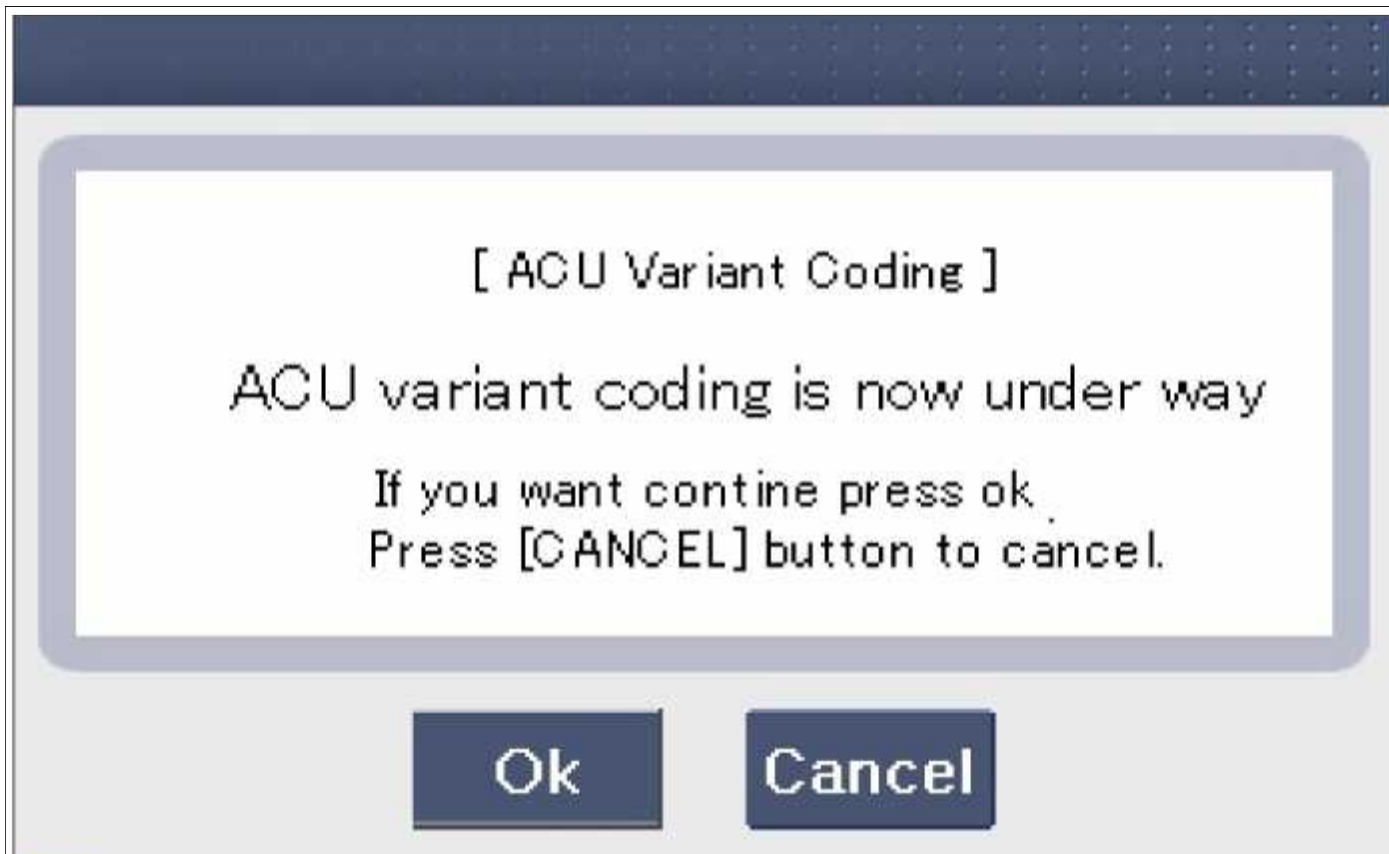 [ ACU Variant Coding ]
ACU variant coding is now under way
If you want contine press ok .
Press [CANCEL] button to cancel.
Ok Cancel